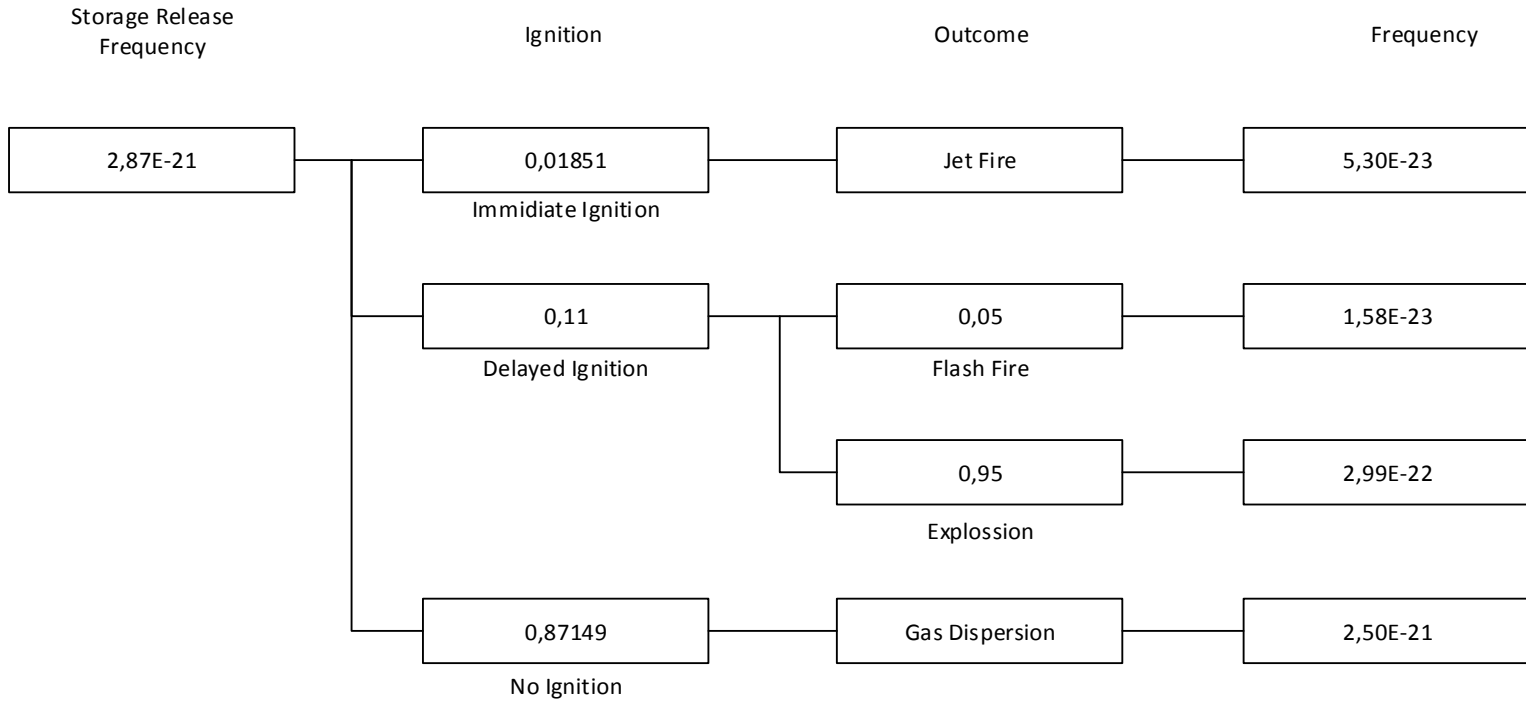 Storage Release
Frequency
Ignition
Outcome
Frequency
2,87E-21
0,01851
Jet Fire
5,30E-23
Immidiate Ignition
0,11
0,05
1,58E-23
Delayed Ignition
Flash Fire
0,95
2,99E-22
Explossion
0,87149
Gas Dispersion
2,50E-21
No Ignition